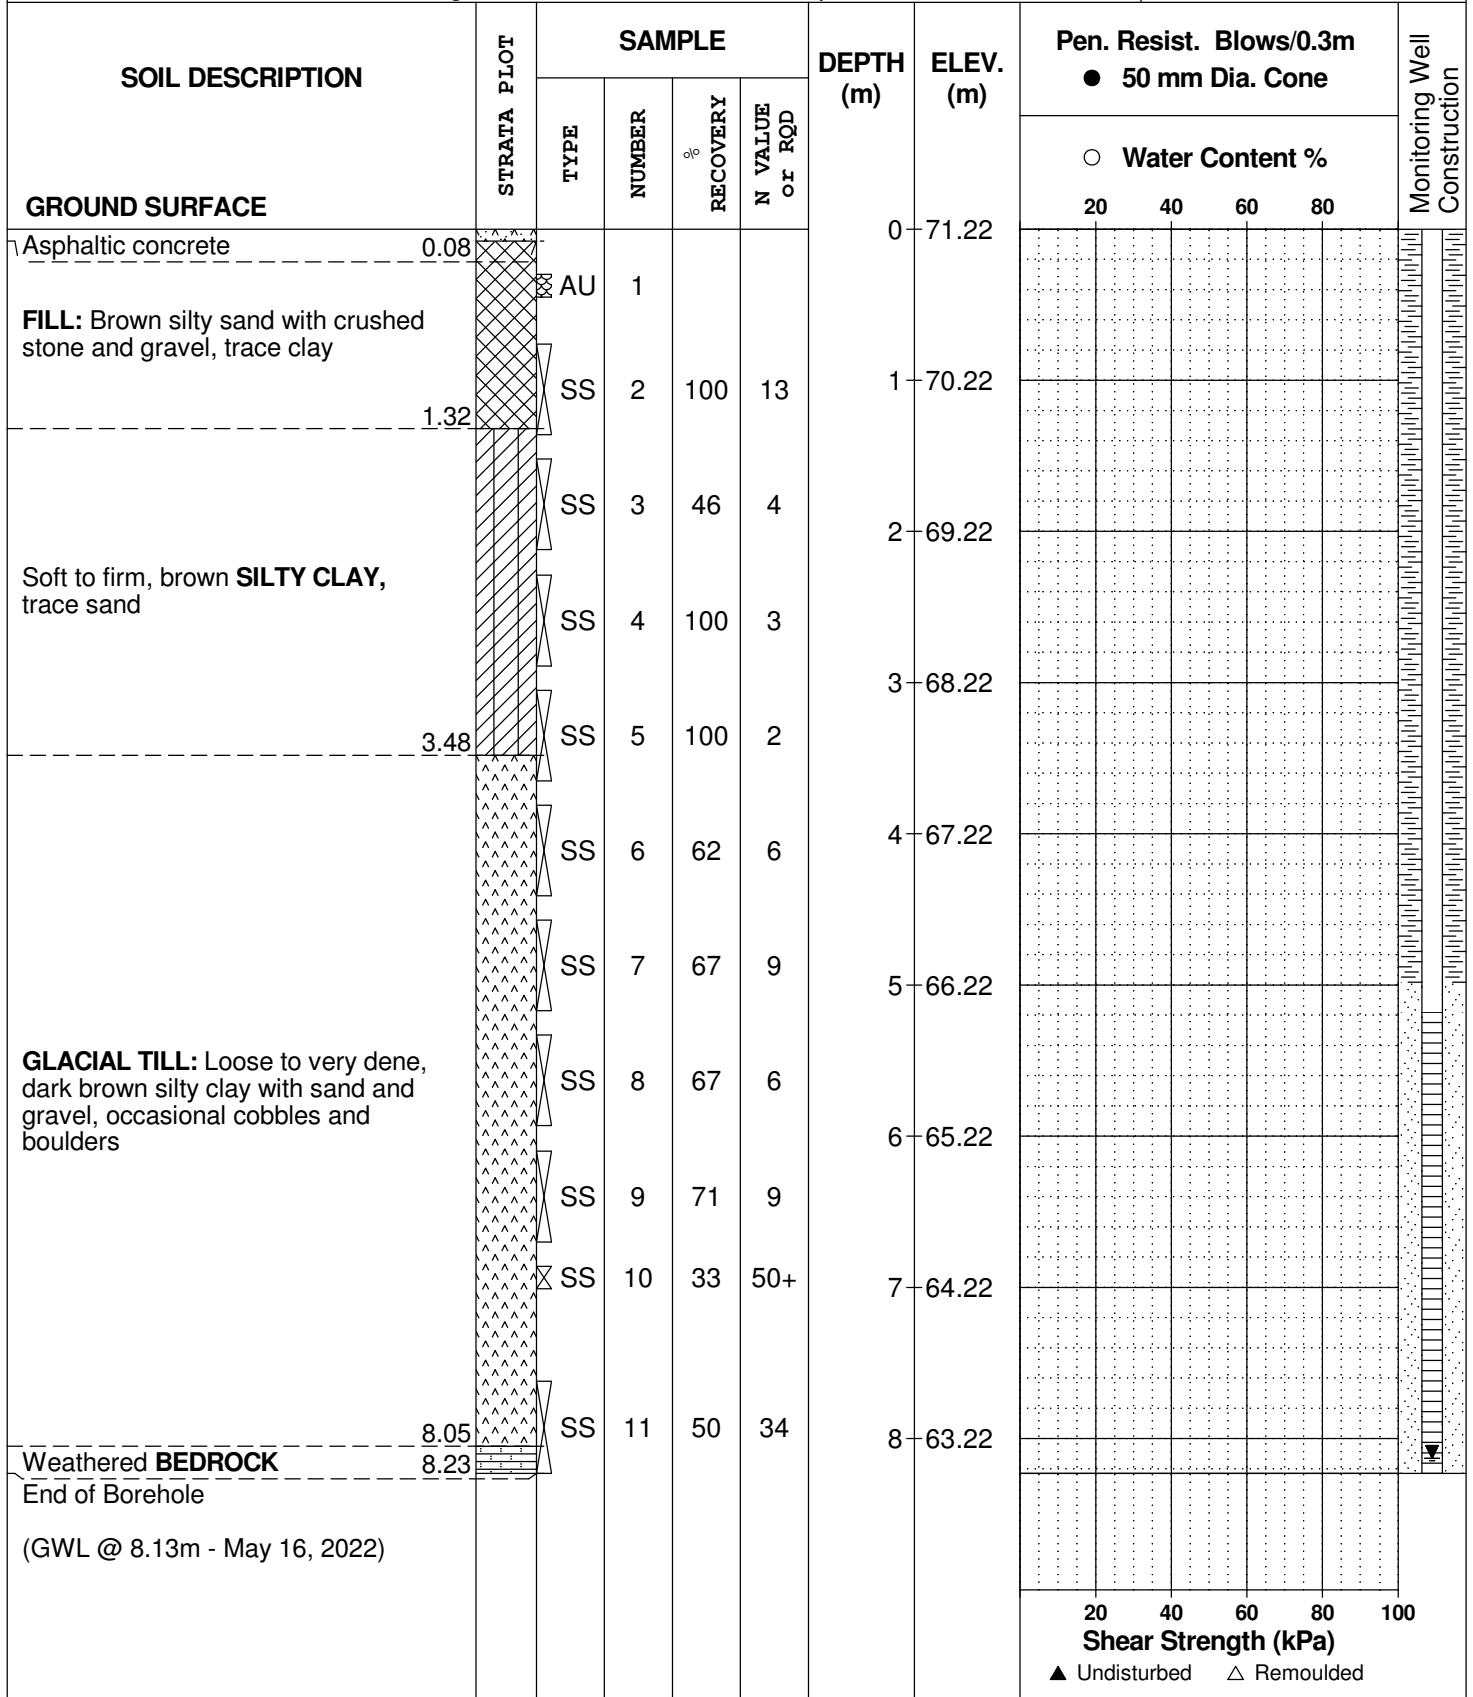 SOIL DESCRIPTION
GROUND SURFACE
STRATA PLOT
SAMPLE
TYPE
NUMBER
% RECOVERY
N VALUE or RQD
DEPTH (m)
ELEV. (m)
Pen. Resist. Blows/0.3m
● 50 mm Dia. Cone
○ Water Content %
20 40 60 80
Monitoring Well Construction
0 71.22
Asphaltic concrete 0.08
AU 1
FILL: Brown silty sand with crushed
stone and gravel, trace clay
SS 2 100 13
1 70.22
1.32
SS 3 46 4
2 69.22
Soft to firm, brown SILTY CLAY,
trace sand
SS 4 100 3
3 68.22
SS 5 100 2
3.48
4 67.22
SS 6 62 6
SS 7 67 9
5 66.22
GLACIAL TILL: Loose to very dene,
dark brown silty clay with sand and
gravel, occasional cobbles and
boulders
SS 8 67 6
6 65.22
SS 9 71 9
SS 10 33 50+
7 64.22
SS 11 50 34
8.05
8 63.22
Weathered BEDROCK 8.23
End of Borehole
(GWL @ 8.13m - May 16, 2022)
20 40 60 80 100
Shear Strength (kPa)
▲ Undisturbed △ Remoulded